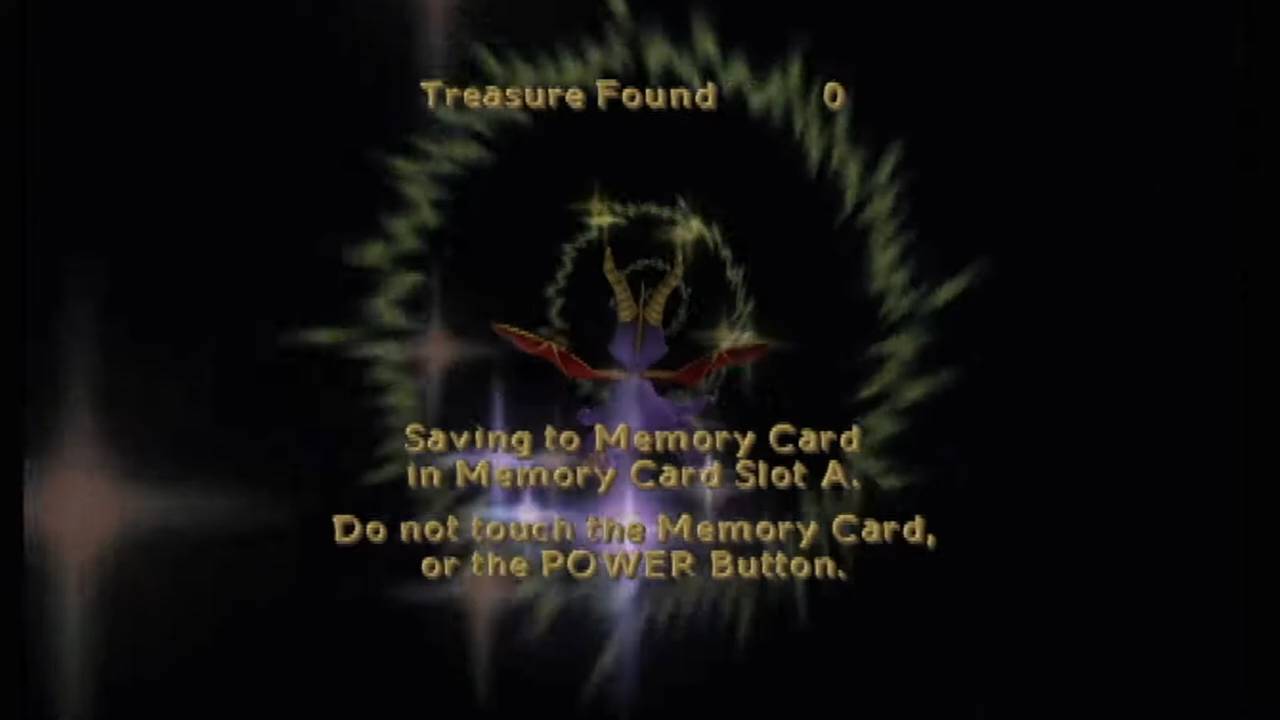 Treasure Found 0
Saving to Memory Card
in Memory Card Slot A.
Do not touch the Memory Card,
or the POWER Button.